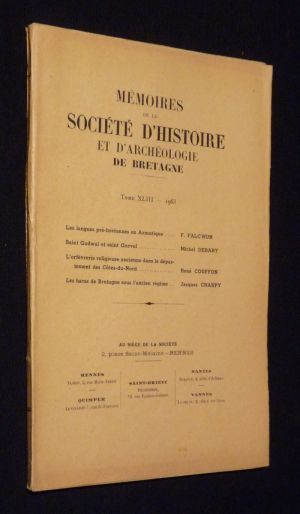 MÉMOIRES
DE LA
SOCIÉTÉ D'HISTOIRE
ET D'ARCHÉOLOGIE
DE BRETAGNE
Tome XLIII - 1963
Les langues pré-bretonnes en Armorique .... F. FALC'HUN
Saint Gudwal et saint Gurval .......... Michel DEBARY
L'orfèvrerie religieuse ancienne dans le dépar-
tement des Côtes-du-Nord ........ René COUFFON
Les haras de Bretagne sous l'ancien régime ... Jacques CHARPY
AU SIÈGE DE LA SOCIÉTÉ
2, place Saint-Mélaine - RENNES
RENNES
QUIMPER
SAINT-BRIEUC
NANTES
VANNES